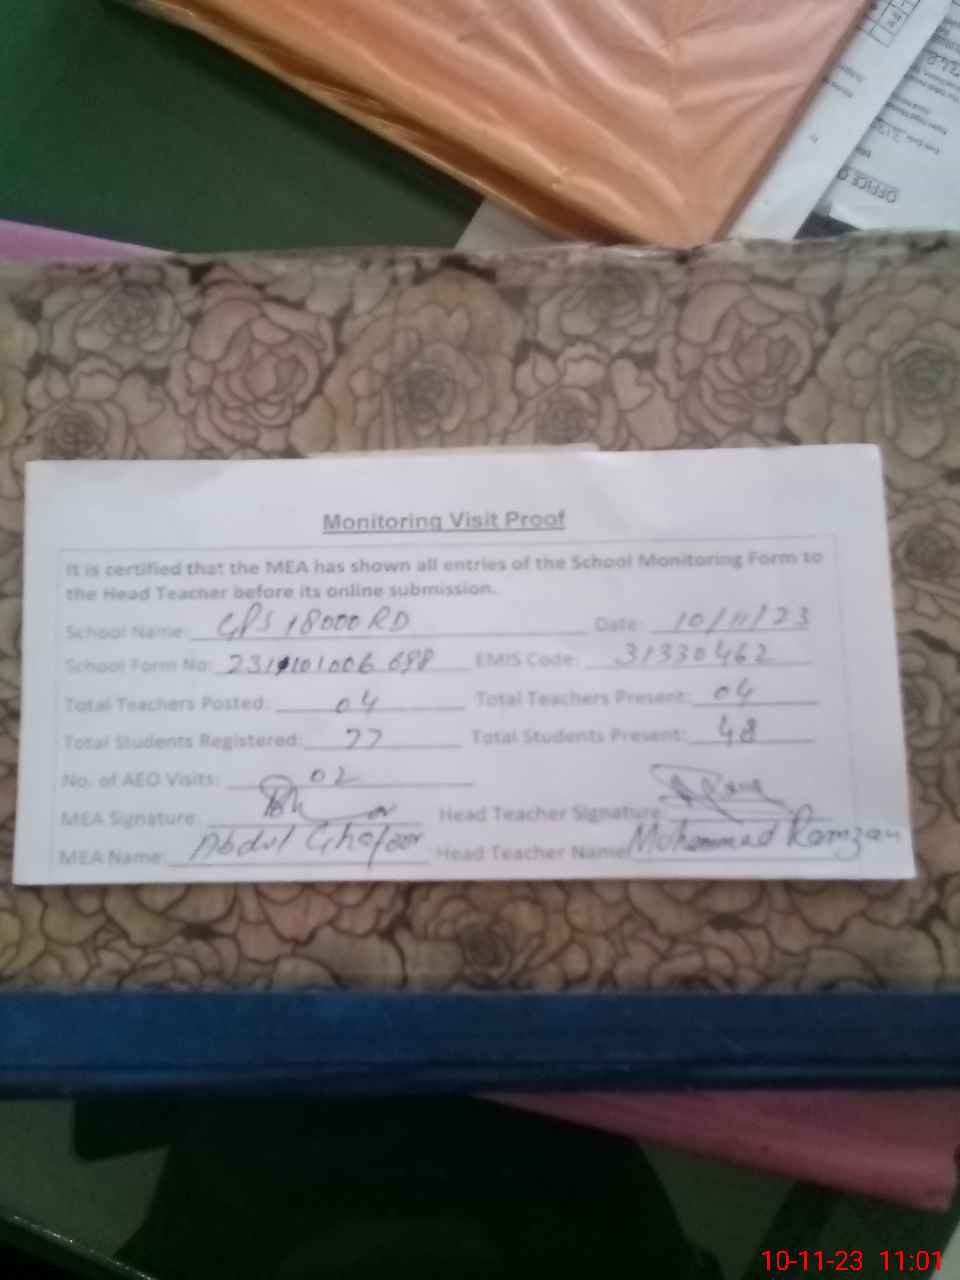 OFFICE O
Monitoring Visit Proof
It is certified that the MEA has shown all entries of the School Monitoring Form to
the Head Teacher before its online submission.
School Name: GPS 18000 RD Date: 10/11/23
School Form No: EMIS Code: 31330462
Total Teachers Posted: 04 Total Teachers Present: 04
Total Students Registered: 77 Total Students Present: 48
No. of AEO Visits: 02
MEA Signature: Head Teacher Signature:
MEA Name: Abdul Ghafoor Head Teacher Name: Muhammad Ramzan
10-11-23 11:01